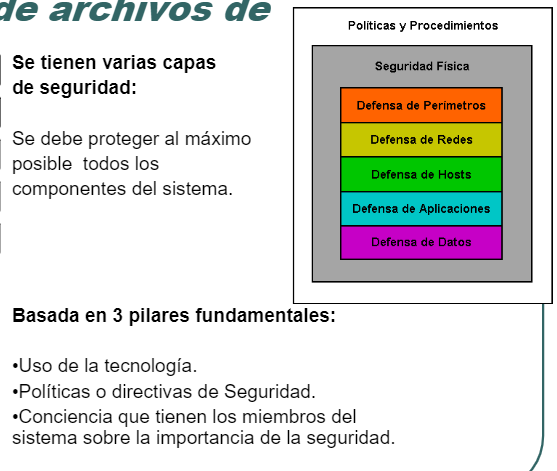 de archivos de
Se tienen varias capas
de seguridad:
Se debe proteger al máximo
posible todos los
componentes del sistema.
Políticas y Procedimientos
Seguridad Física
Defensa de Perímetros
Defensa de Redes
Defensa de Hosts
Defensa de Aplicaciones
Defensa de Datos
Basada en 3 pilares fundamentales:
•Uso de la tecnología.
•Políticas o directivas de Seguridad.
•Conciencia que tienen los miembros del
sistema sobre la importancia de la seguridad.